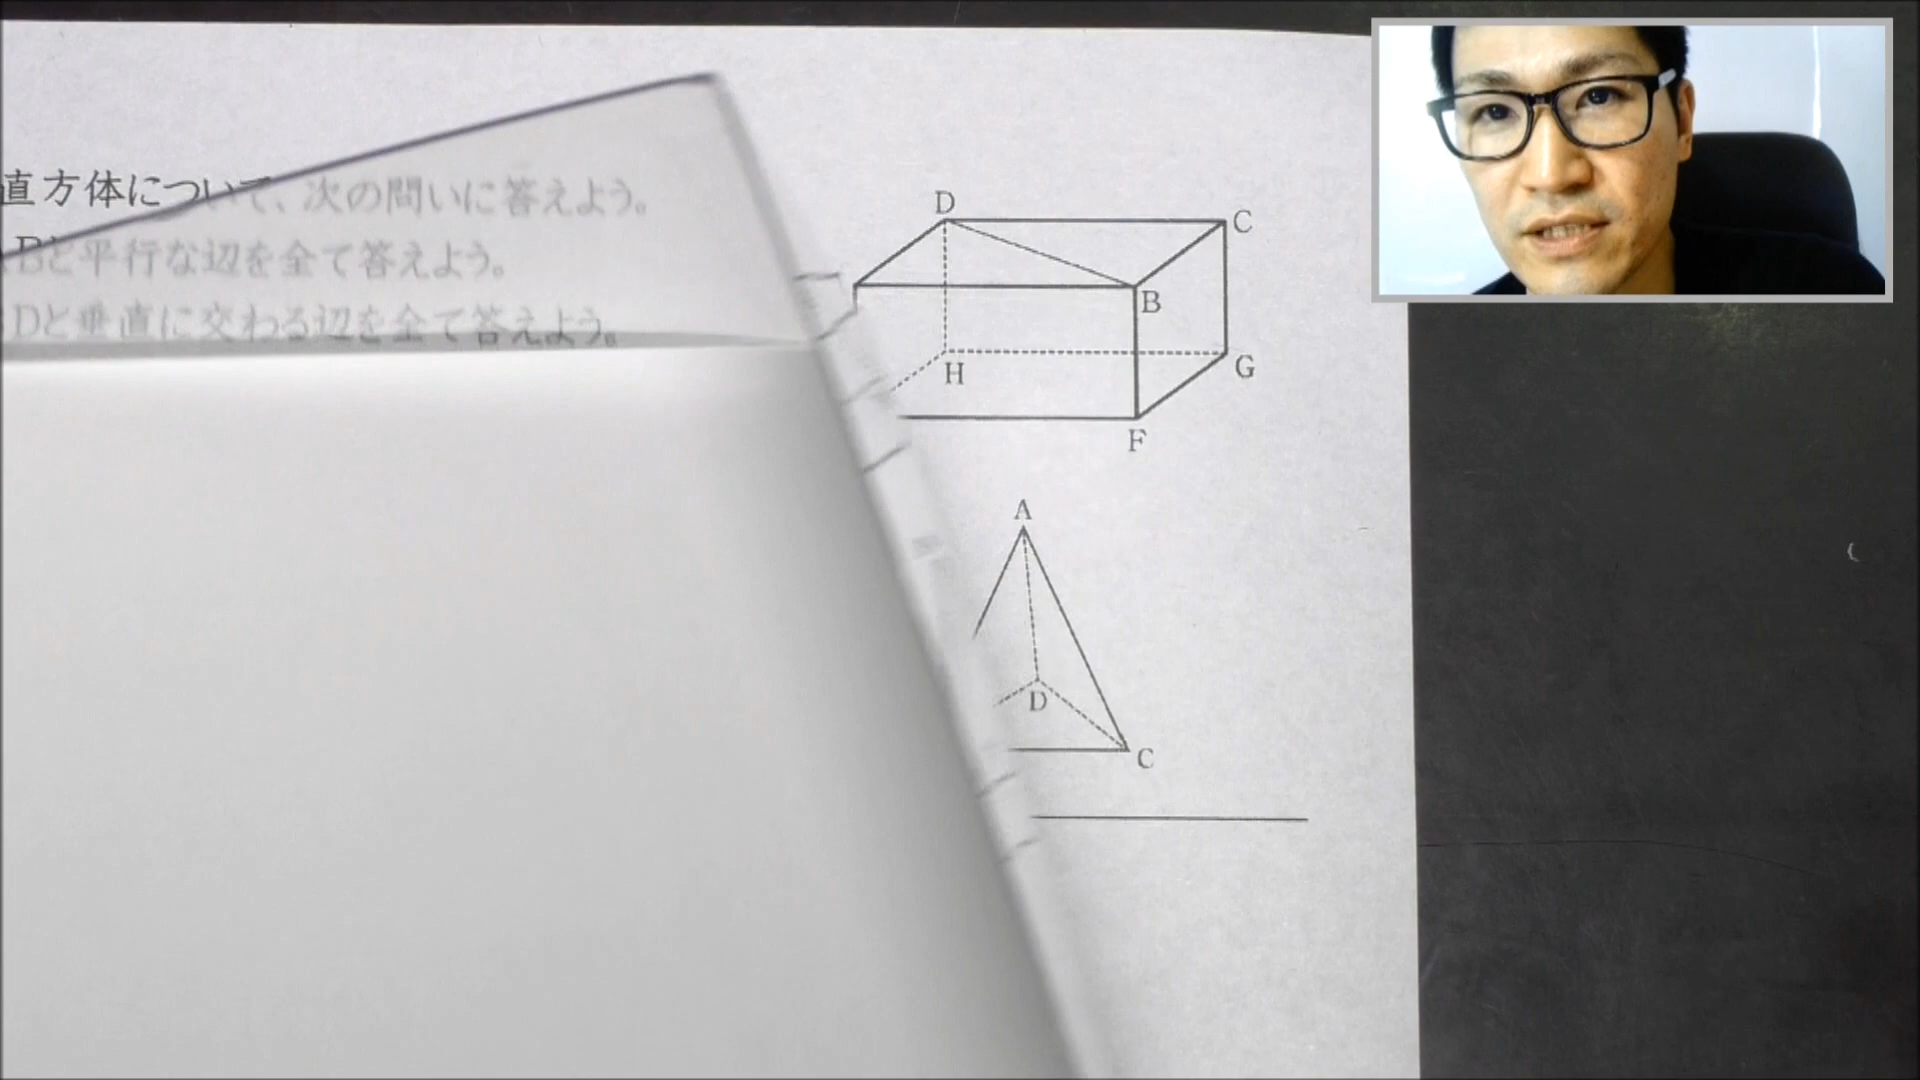 直方体について、次の問いに答えよう。
Bと平行な辺を全て答えよう。
Dと垂直に交わる辺を全て答えよう。
D
C
B
H
G
F
A
D
C